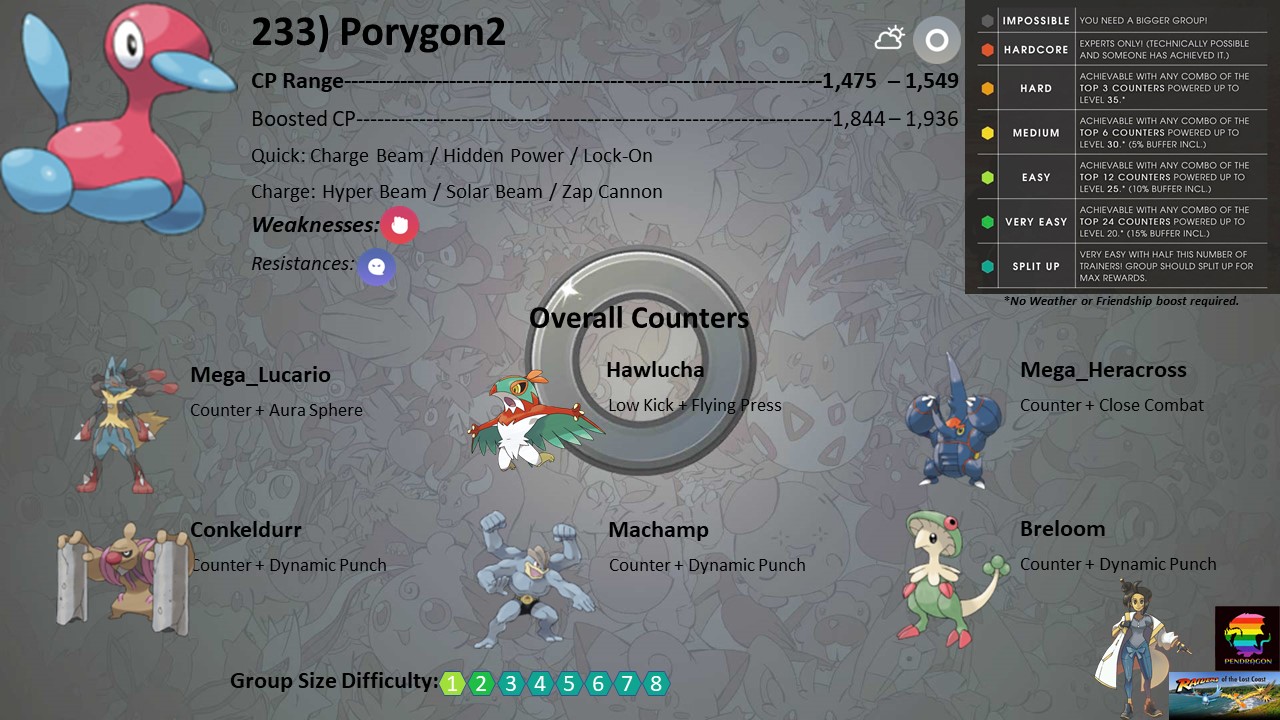 233) Porygon2
CP Range---1,475 – 1,549
Boosted CP---1,844 – 1,936
Quick: Charge Beam / Hidden Power / Lock-On
Charge: Hyper Beam / Solar Beam / Zap Cannon
Weaknesses:
Resistances:
IMPOSSIBLE
YOU NEED A BIGGER GROUP!
HARDCORE
EXPERTS ONLY! (TECHNICALLY POSSIBLE
AND SOMEONE HAS ACHIEVED IT.)
HARD
ACHIEVABLE WITH ANY COMBO OF THE
TOP 3 COUNTERS POWERED UP TO
LEVEL 35.*
MEDIUM
ACHIEVABLE WITH ANY COMBO OF THE
TOP 6 COUNTERS POWERED UP TO
LEVEL 30.* (5% BUFFER INCL.)
EASY
ACHIEVABLE WITH ANY COMBO OF THE
TOP 12 COUNTERS POWERED UP TO
LEVEL 25.* (10% BUFFER INCL.)
VERY EASY
ACHIEVABLE WITH ANY COMBO OF THE
TOP 24 COUNTERS POWERED UP TO
LEVEL 20.* (15% BUFFER INCL.)
SPLIT UP
VERY EASY WITH HALF THIS NUMBER OF
TRAINERS! GROUP SHOULD SPLIT UP FOR
MAX REWARDS.
*No Weather or Friendship boost required.
Overall Counters
Mega_Lucario
Counter + Aura Sphere
Hawlucha
Low Kick + Flying Press
Mega_Heracross
Counter + Close Combat
Conkeldurr
Counter + Dynamic Punch
Machamp
Counter + Dynamic Punch
Breloom
Counter + Dynamic Punch
Group Size Difficulty: 1 2 3 4 5 6 7 8
PENDRAGON
RAIDERS of the Lost Coast